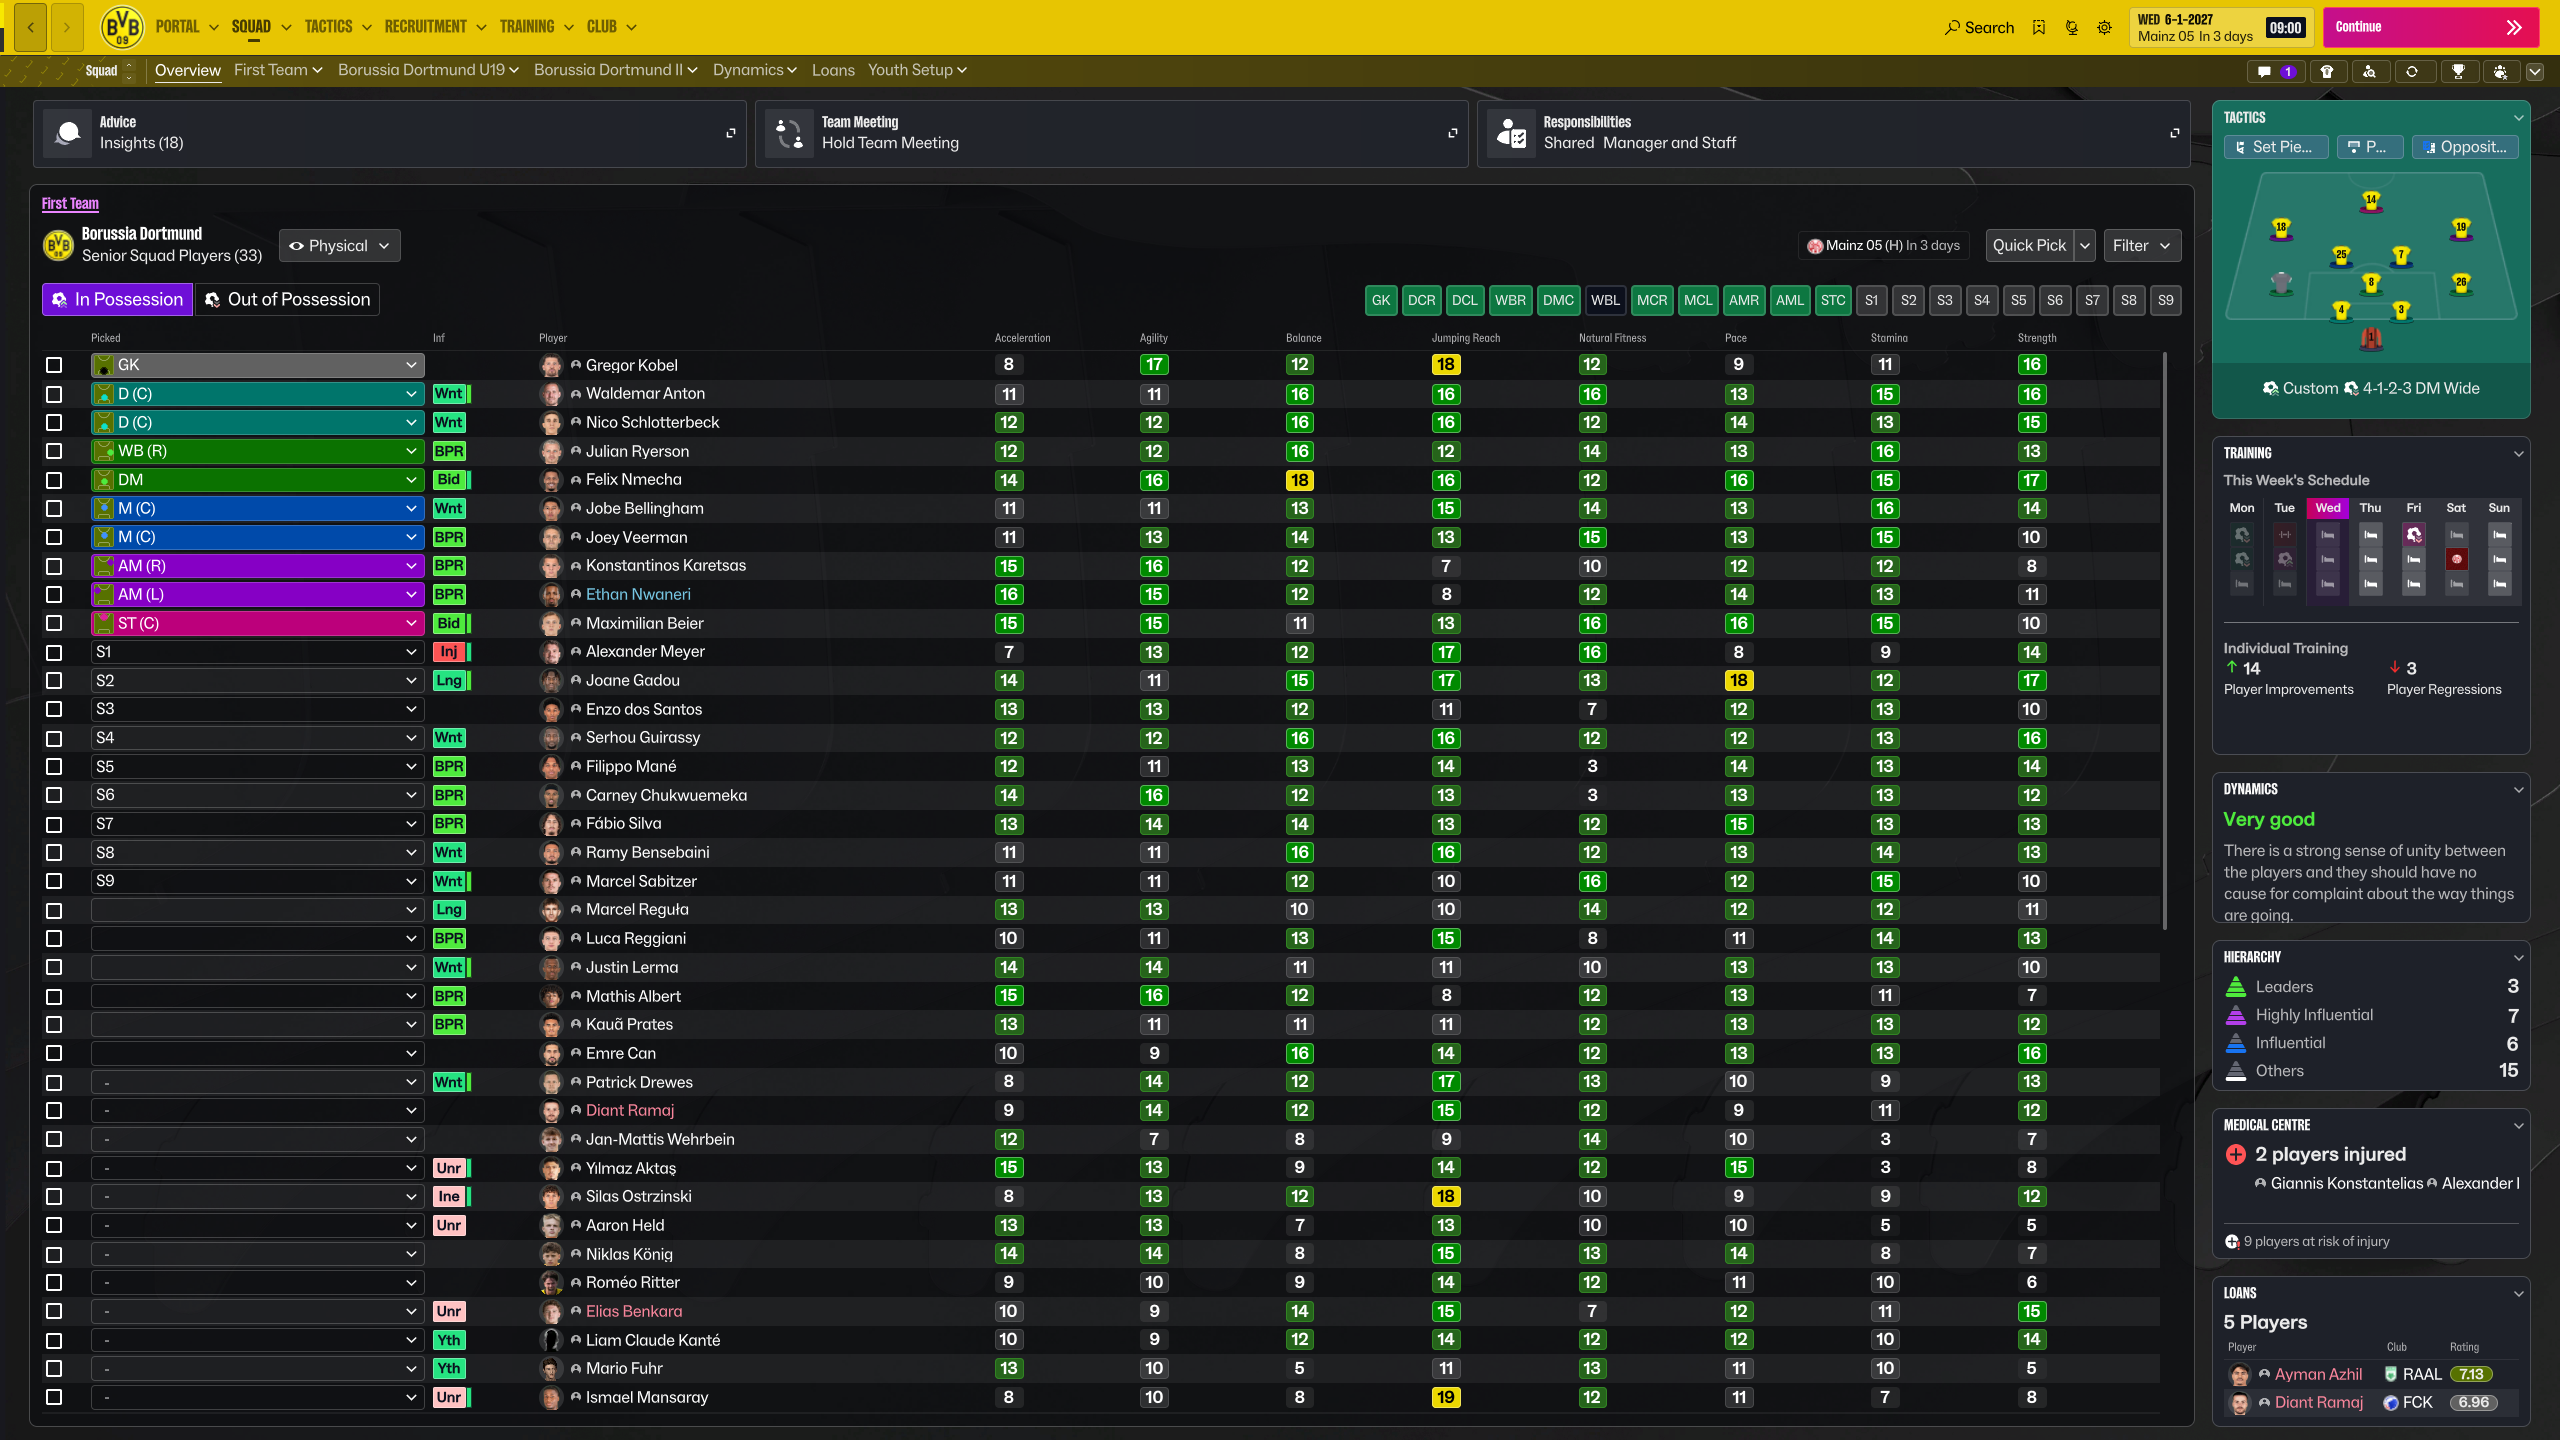 PORTAL SQUAD TACTICS RECRUITMENT TRAINING CLUB
Search
WED 6-1-2027
Mainz 05 In 3 days
09:00
Continue
Squad
Overview First Team Borussia Dortmund U19 Borussia Dortmund II Dynamics Loans Youth Setup
1
Advice
Insights (18)
Team Meeting
Hold Team Meeting
Responsibilities
Shared Manager and Staff
First Team
Borussia Dortmund
Senior Squad Players (33)
Physical
Mainz 05 (H) In 3 days
Quick Pick
Filter
In Possession Out of Possession
GK DCR DCL WBR DMC WBL MCR MCL AMR AML STC S1 S2 S3 S4 S5 S6 S7 S8 S9
Picked Inf Player Acceleration Agility Balance Jumping Reach Natural Fitness Pace Stamina Strength
GK Gregor Kobel 8 17 12 18 12 9 11 16
D (C) Wnt Waldemar Anton 11 11 16 16 16 13 15 16
D (C) Wnt Nico Schlotterbeck 12 12 16 16 12 14 13 15
WB (R) BPR Julian Ryerson 12 12 16 12 14 13 16 13
DM Bid Felix Nmecha 14 16 18 16 12 16 15 17
M (C) Wnt Jobe Bellingham 11 11 13 15 14 13 16 14
M (C) BPR Joey Veerman 11 13 14 13 15 13 15 10
AM (R) BPR Konstantinos Karetsas 15 16 12 7 10 12 12 8
AM (L) BPR Ethan Nwaneri 16 15 12 8 12 14 13 11
ST (C) Bid Maximilian Beier 15 15 11 13 16 16 15 10
S1 Inj Alexander Meyer 7 13 12 17 16 8 9 14
S2 Lng Joane Gadou 14 11 15 17 13 18 12 17
S3 Enzo dos Santos 13 13 12 11 7 12 13 10
S4 Wnt Serhou Guirassy 12 12 16 16 12 12 13 16
S5 BPR Filippo Mané 12 11 13 14 3 14 13 14
S6 BPR Carney Chukwuemeka 14 16 12 13 3 13 13 12
S7 BPR Fábio Silva 13 14 14 13 12 15 13 13
S8 Wnt Ramy Bensebaini 11 11 16 16 12 13 14 13
S9 Wnt Marcel Sabitzer 11 11 12 10 16 12 15 10
Lng Marcel Reguła 13 13 10 10 14 12 12 11
BPR Luca Reggiani 10 11 13 15 8 11 14 13
Wnt Justin Lerma 14 14 11 11 10 13 13 10
BPR Mathis Albert 15 16 12 8 12 13 11 7
BPR Kauã Prates 13 11 11 11 12 13 13 12
Emre Can 10 9 16 14 12 13 13 16
- Wnt Patrick Drewes 8 14 12 17 13 10 9 13
- Diant Ramaj 9 14 12 15 12 9 11 12
- Jan-Mattis Wehrbein 12 7 8 9 14 10 3 7
- Unr Yılmaz Aktaş 15 13 9 14 12 15 3 8
- Ine Silas Ostrzinski 8 13 12 18 10 9 9 12
- Unr Aaron Held 13 13 7 13 10 10 5 5
- Niklas König 14 14 8 15 13 14 8 7
- Roméo Ritter 9 10 9 14 12 11 10 6
- Unr Elias Benkara 10 9 14 15 7 12 11 15
- Yth Liam Claude Kanté 10 9 12 14 12 12 10 14
- Yth Mario Fuhr 13 10 5 11 13 11 10 5
- Unr Ismael Mansaray 8 10 8 19 12 11 7 8
TACTICS
Set Pie... P... Opposit...
14
18 19
25 7
8 26
4 3
1
Custom 4-1-2-3 DM Wide
TRAINING
This Week's Schedule
Mon Tue Wed Thu Fri Sat Sun
Individual Training
14 3
Player Improvements Player Regressions
DYNAMICS
Very good
There is a strong sense of unity between
the players and they should have no
cause for complaint about the way things
are going.
HIERARCHY
Leaders 3
Highly Influential 7
Influential 6
Others 15
MEDICAL CENTRE
2 players injured
Giannis Konstantelias Alexander
9 players at risk of injury
LOANS
5 Players
Player Club Rating
Ayman Azhil RAAL 7.13
Diant Ramaj FCK 6.96